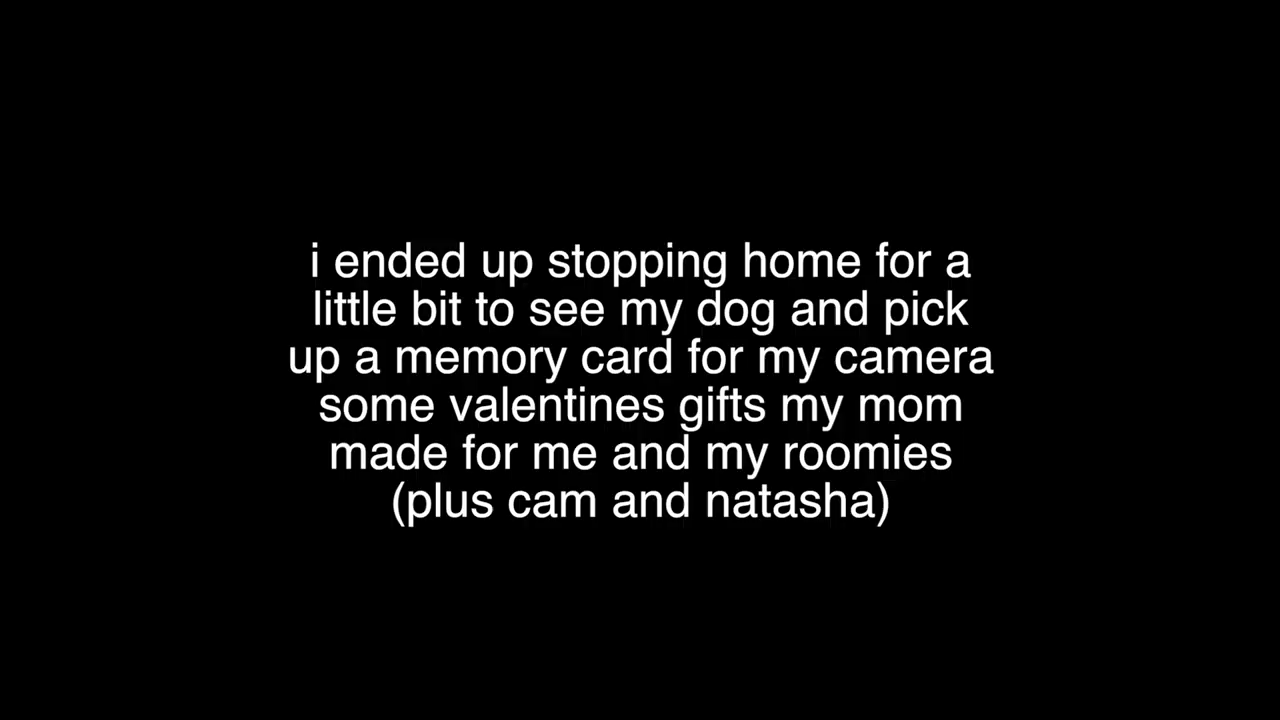 i ended up stopping home for a
little bit to see my dog and pick
up a memory card for my camera
some valentines gifts my mom
made for me and my roomies
(plus cam and natasha)